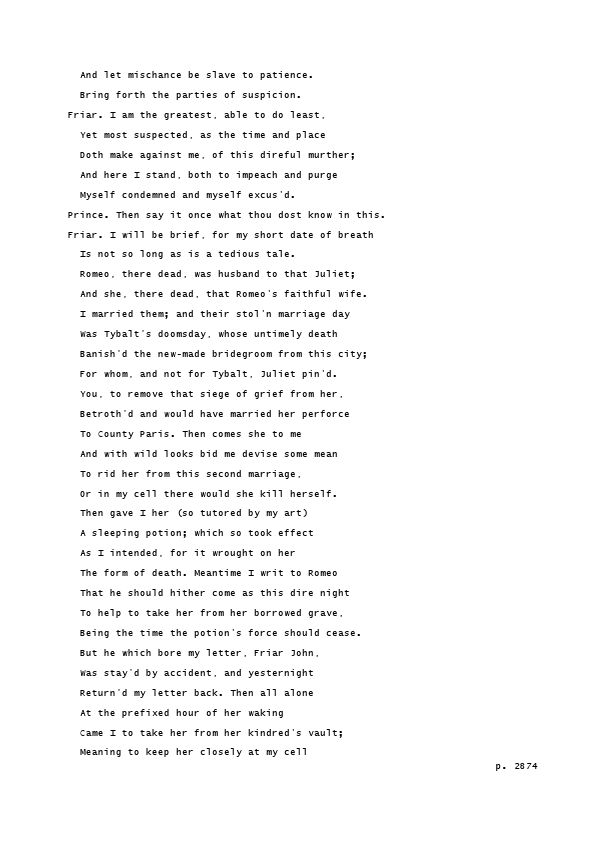 And let mischance be slave to patience.
Bring forth the parties of suspicion.
Friar. I am the greatest, able to do least,
Yet most suspected, as the time and place
Doth make against me, of this direful murther;
And here I stand, both to impeach and purge
Myself condemned and myself excus'd.
Prince. Then say it once what thou dost know in this.
Friar. I will be brief, for my short date of breath
Is not so long as is a tedious tale.
Romeo, there dead, was husband to that Juliet;
And she, there dead, that Romeo's faithful wife.
I married them; and their stol'n marriage day
Was Tybalt's doomsday, whose untimely death
Banish'd the new-made bridegroom from this city;
For whom, and not for Tybalt, Juliet pin'd.
You, to remove that siege of grief from her,
Betroth'd and would have married her perforce
To County Paris. Then comes she to me
And with wild looks bid me devise some mean
To rid her from this second marriage,
Or in my cell there would she kill herself.
Then gave I her (so tutored by my art)
A sleeping potion; which so took effect
As I intended, for it wrought on her
The form of death. Meantime I writ to Romeo
That he should hither come as this dire night
To help to take her from her borrowed grave,
Being the time the potion's force should cease.
But he which bore my letter, Friar John,
Was stay'd by accident, and yesternight
Return'd my letter back. Then all alone
At the prefixed hour of her waking
Came I to take her from her kindred's vault;
Meaning to keep her closely at my cell
p. 2874